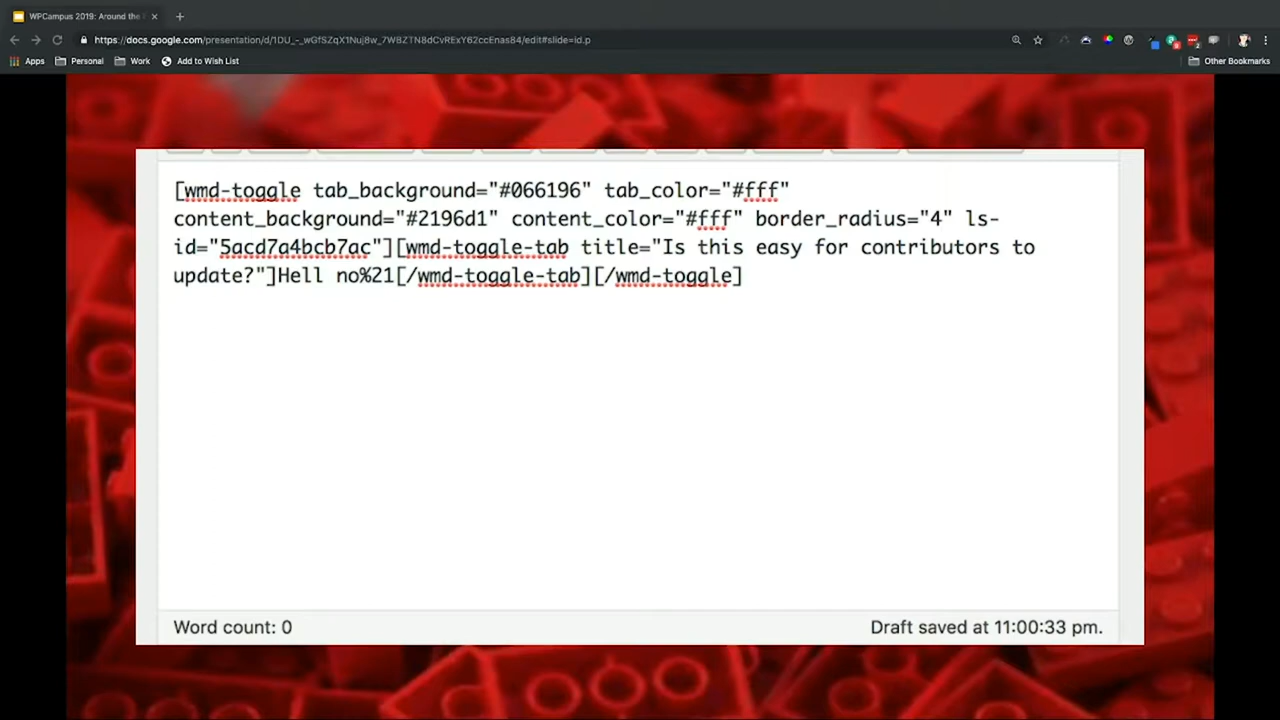 WPCampus 2019: Around the
https://docs.google.com/presentation/d/1DU_-_wGfSZqX1Nuj8w_7WBZTN8dCvRExY62ccEnas84/edit#slide=id.p
Apps Personal Work Add to Wish List Other Bookmarks
[wmd-toggle tab_background="#066196" tab_color="#fff"
content_background="#2196d1" content_color="#fff" border_radius="4" ls-
id="5acd7a4bcb7ac"][wmd-toggle-tab title="Is this easy for contributors to
update?"]Hell no%21[/wmd-toggle-tab][/wmd-toggle]
Word count: 0 Draft saved at 11:00:33 pm.